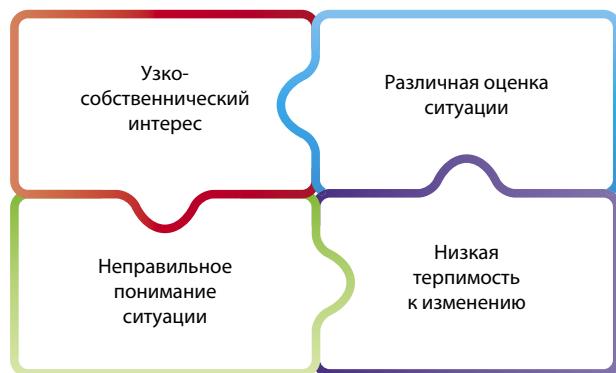 Узко-
собственнический
интерес
Различная оценка
ситуации
Неправильное
понимание
ситуации
Низкая
терпимость
к изменению